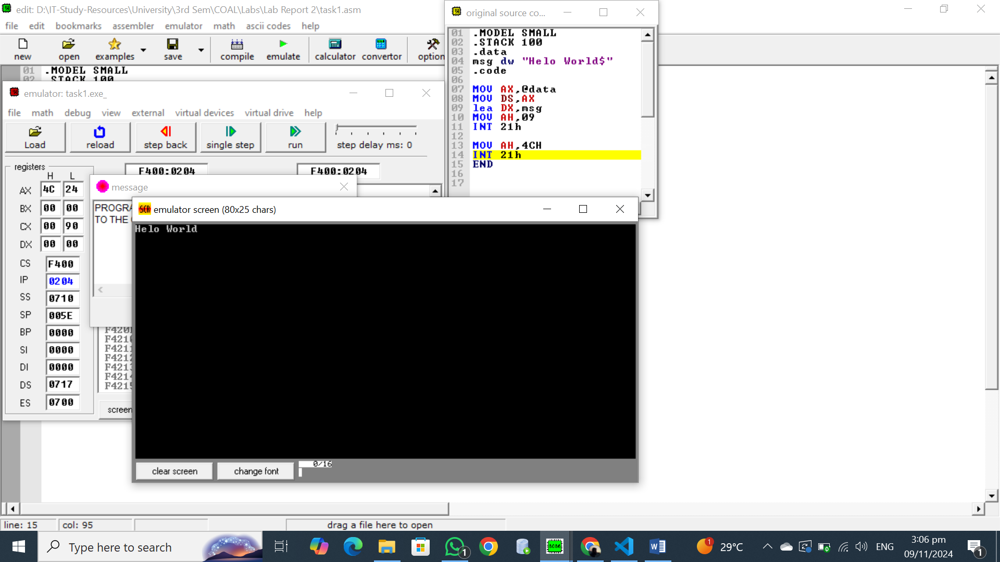 edit: D:\IT-Study-Resources\University\3rd Sem\COAL\Labs\Lab Report 2\task1.asm
file edit bookmarks assembler emulator math ascii codes help
new open examples save compile emulate calculator convertor option
01 .MODEL SMALL
02 .STACK 100
original source co...
01 .MODEL SMALL
02 .STACK 100
03 .data
04 msg dw "Helo World$"
05 .code
06
07 MOV AX,@data
08 MOV DS,AX
09 lea DX,msg
10 MOV AH,09
11 INT 21h
12
13 MOV AH,4CH
14 INT 21h
15 END
16
17
emulator: task1.exe_
file math debug view external virtual devices virtual drive help
Load reload step back single step run step delay ms: 0
registers F400:0204 F400:0204
H L
AX 4C 24
BX 00 00
CX 00 90
DX 00 00
CS F400
IP 0204
SS 0710
SP 005E
BP 0000
SI 0000
DI 0000
DS 0717
ES 0700
message
PROGRA
TO THE
F4210
F4211
F4212
F4213
F4214
F4215
screen
SCR emulator screen (80x25 chars)
Helo World
clear screen change font 0/16
line: 15 col: 95 drag a file here to open
Type here to search
1
8086
1 29°C ENG
3:06 pm
09/11/2024
1